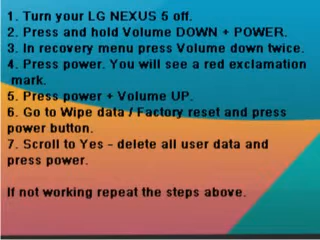 1. Turn your LG NEXUS 5 off.
2. Press and hold Volume DOWN + POWER.
3. In recovery menu press Volume down twice.
4. Press power. You will see a red exclamation
mark.
5. Press power + Volume UP.
6. Go to Wipe data / Factory reset and press
power button.
7. Scroll to Yes - delete all user data and
press power.
If not working repeat the steps above.